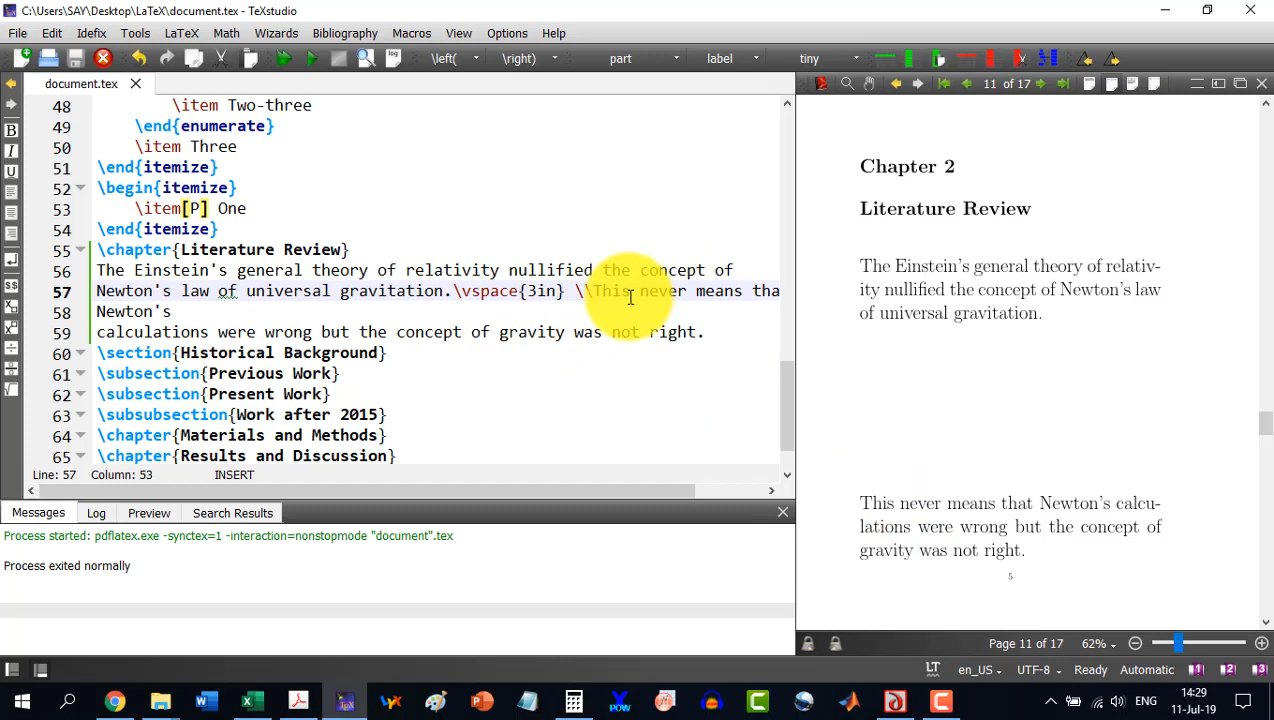 C:\Users\SAY\Desktop\LaTeX\document.tex - TeXstudio
File Edit Idefix Tools LaTeX Math Wizards Bibliography Macros View Options Help
log \left( \right) part label tiny
document.tex
11 of 17
48 \item Two-three
49 \end{enumerate}
50 \item Three
51 \end{itemize}
52 \begin{itemize}
53 \item[P] One
54 \end{itemize}
55 \chapter{Literature Review}
56 The Einstein's general theory of relativity nullified the concept of
57 Newton's law of universal gravitation.\vspace{3in} \\This never means tha
58 Newton's
59 calculations were wrong but the concept of gravity was not right.
60 \section{Historical Background}
61 \subsection{Previous Work}
62 \subsection{Present Work}
63 \subsubsection{Work after 2015}
64 \chapter{Materials and Methods}
65 \chapter{Results and Discussion}
Line: 57 Column: 53 INSERT
Messages Log Preview Search Results
Process started: pdflatex.exe -synctex=1 -interaction=nonstopmode "document".tex
Process exited normally
Chapter 2
Literature Review
The Einstein's general theory of relativ-
ity nullified the concept of Newton's law
of universal gravitation.
This never means that Newton's calcu-
lations were wrong but the concept of
gravity was not right.
5
Page 11 of 17 62%
LT en_US UTF-8 Ready Automatic 1 2 3
POW ENG 14:29
11-Jul-19